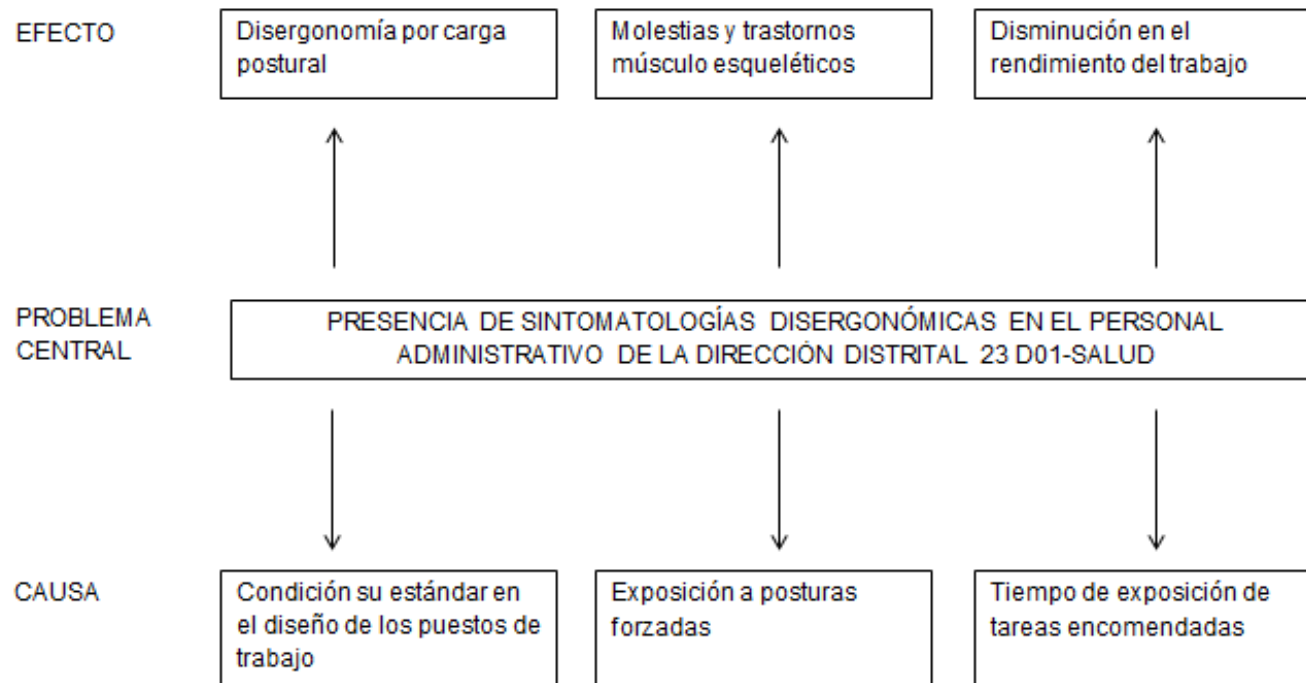 EFECTO
Disergonomía por carga
postural
Molestias y trastornos
músculo esqueléticos
Disminución en el
rendimiento del trabajo
PROBLEMA
CENTRAL
PRESENCIA DE SINTOMATOLOGÍAS DISERGONÓMICAS EN EL PERSONAL
ADMINISTRATIVO DE LA DIRECCIÓN DISTRITAL 23 D01-SALUD
CAUSA
Condición su estándar en
el diseño de los puestos de
trabajo
Exposición a posturas
forzadas
Tiempo de exposición de
tareas encomendadas